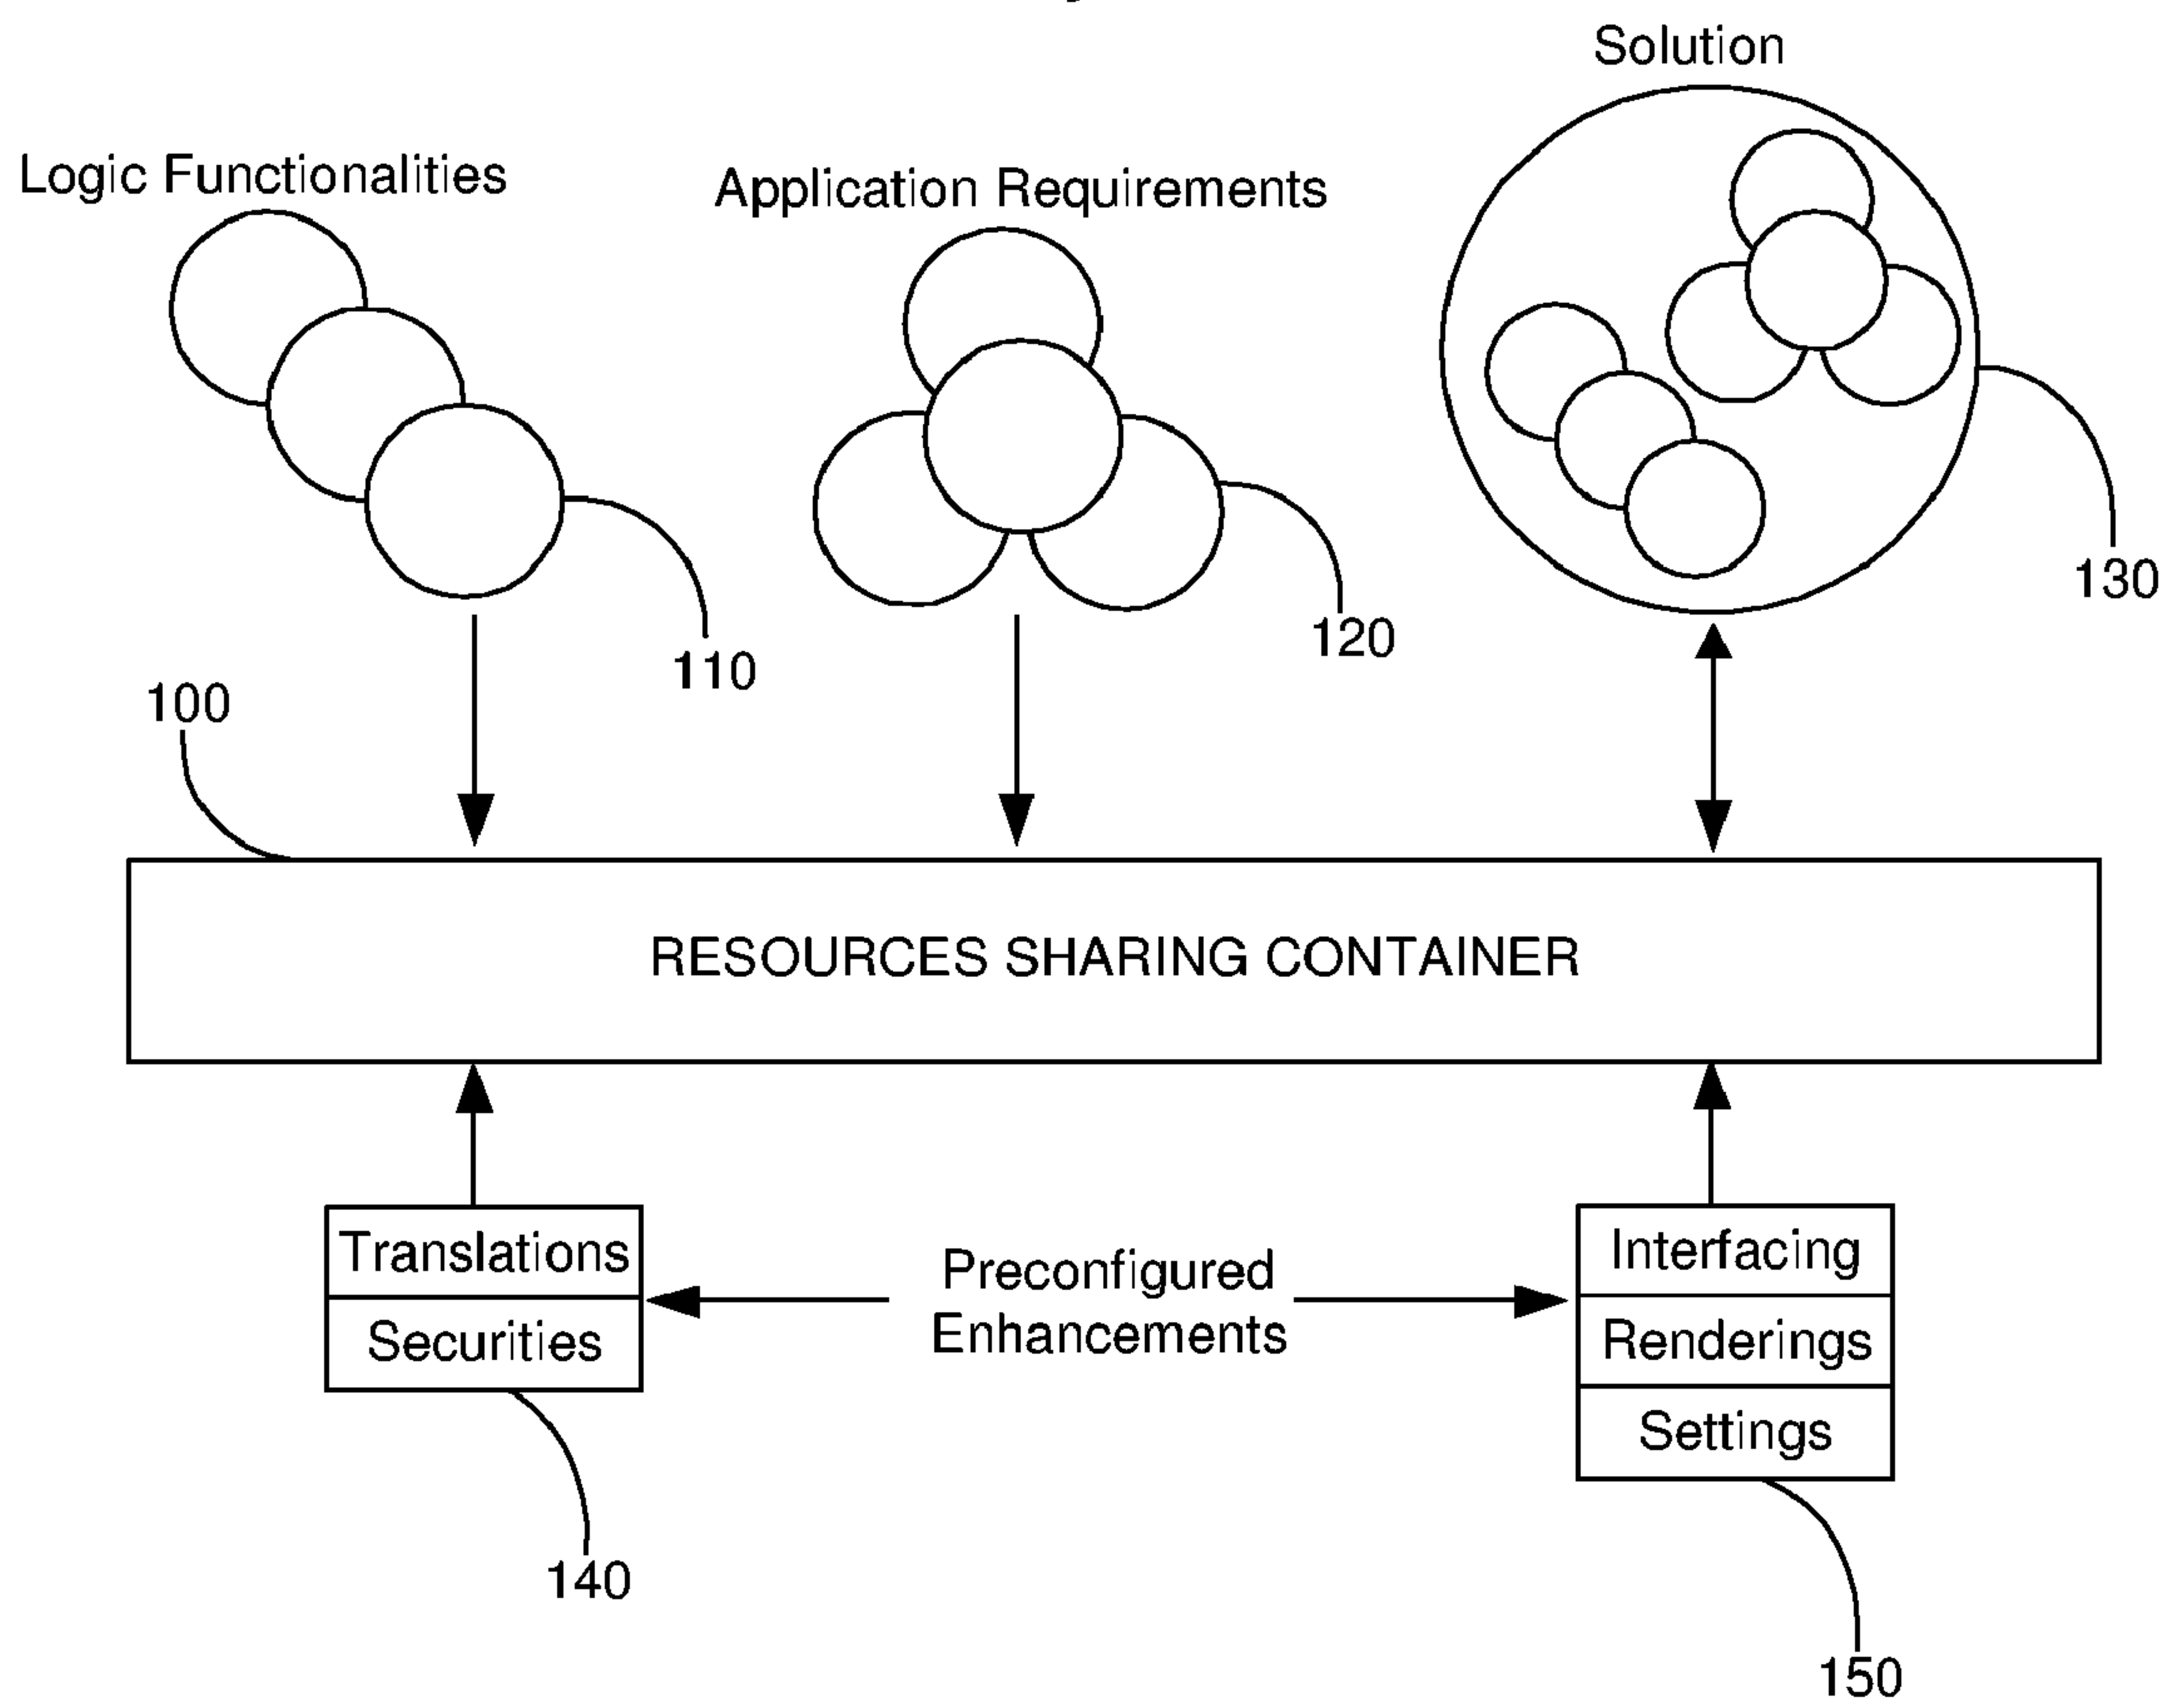 Solution
Logic Functionalities
Application Requirements
130
120
110
100
RESOURCES SHARING CONTAINER
Translations
Securities
Preconfigured
Enhancements
Interfacing
Renderings
Settings
140
150